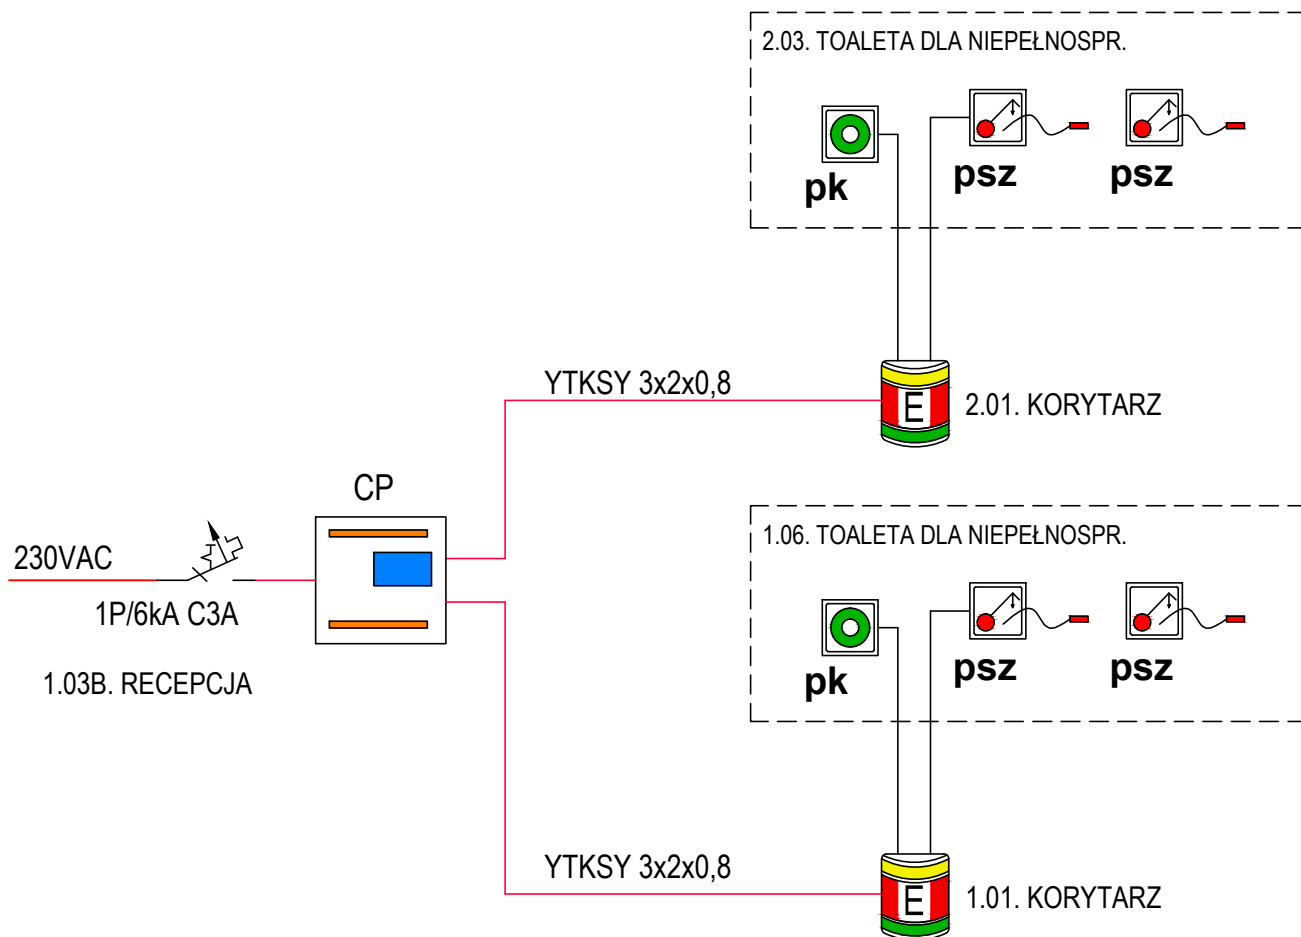 2.03. TOALETA DLA NIEPEŁNOSPR.
pk
psz
psz
YTKSY 3x2x0,8
E
2.01. KORYTARZ
CP
230VAC
1P/6kA C3A
1.03B. RECEPCJA
1.06. TOALETA DLA NIEPEŁNOSPR.
pk
psz
psz
YTKSY 3x2x0,8
E
1.01. KORYTARZ